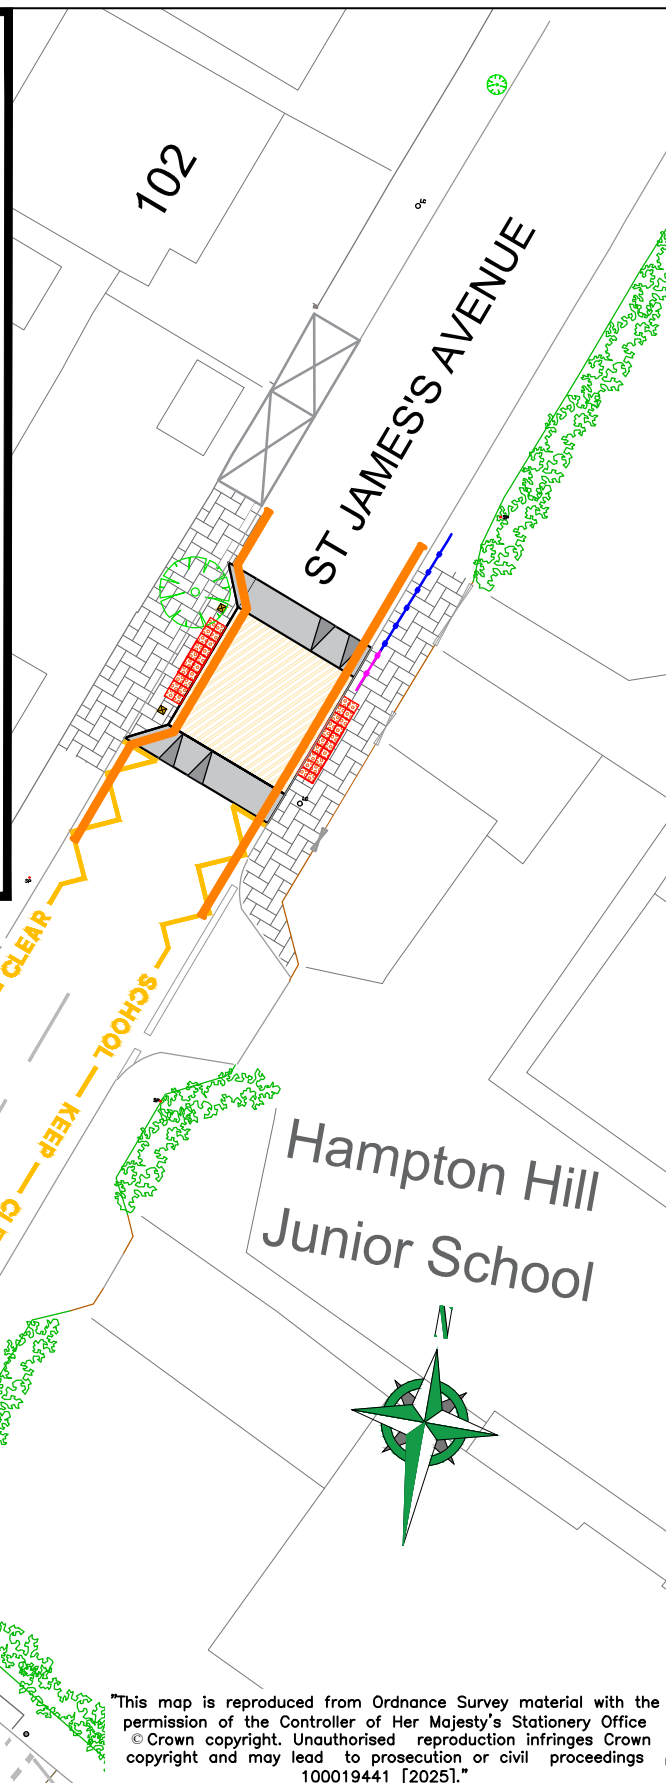 102
ST JAMES'S AVENUE
CLEAR
SCHOOL — KEEP —
Hampton Hill
Junior School
N
"This map is reproduced from Ordnance Survey material with the
permission of the Controller of Her Majesty's Stationery Office
© Crown copyright. Unauthorised reproduction infringes Crown
copyright and may lead to prosecution or civil proceedings
100019441 [2025]."